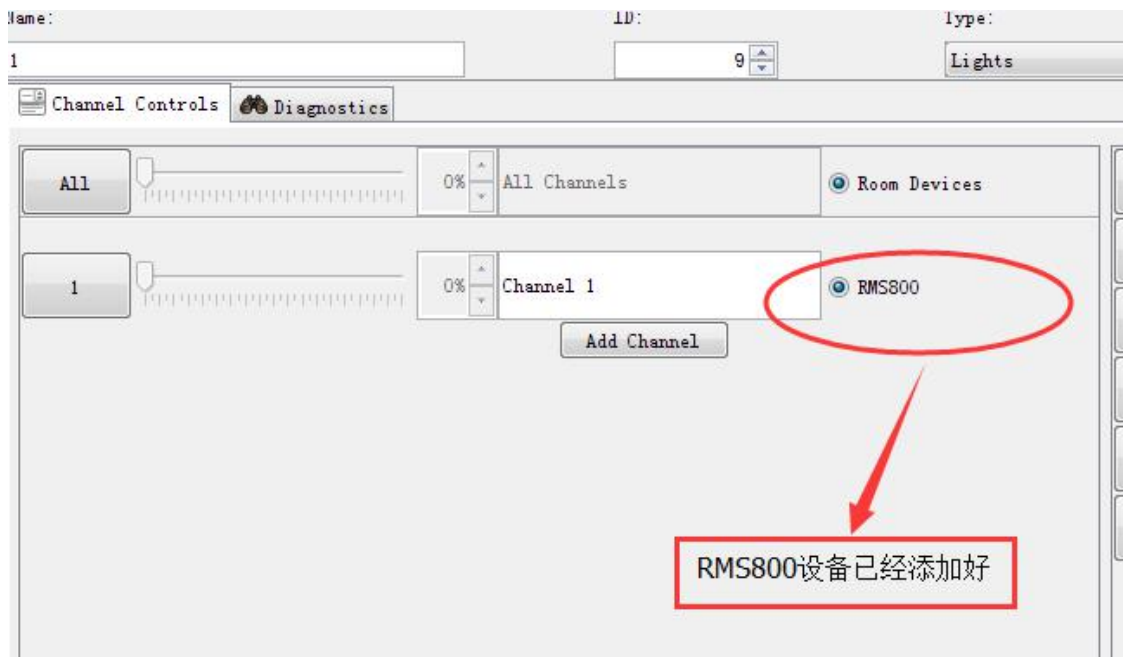 Name: ID: Type:
1 9 Lights
Channel Controls Diagnostics
All 0% All Channels Room Devices
1 0% Channel 1 RMS800
Add Channel
RMS800设备已经添加好